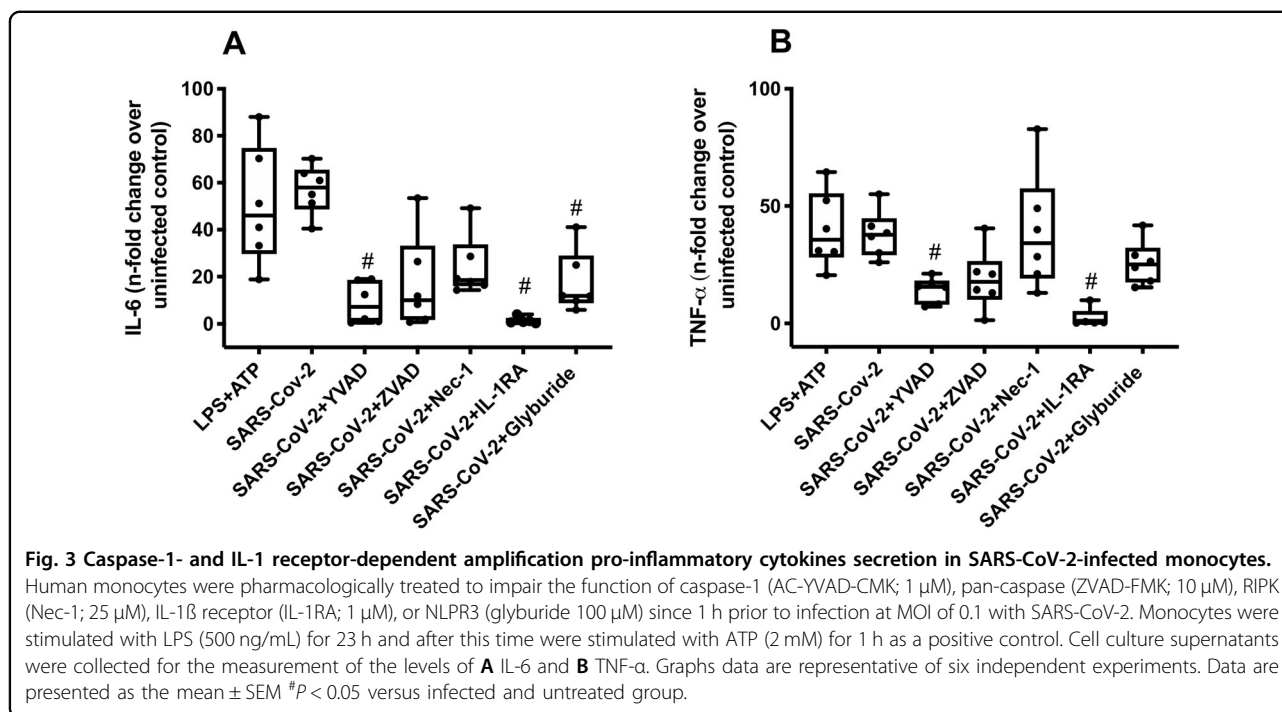 A
IL-6 (n-fold change over
uninfected control)
100
80
60
40
20
0
#
#
#
LPS+ATP
SARS-Cov-2
SARS-CoV-2+YVAD
SARS-CoV-2+ZVAD
SARS-CoV-2+Nec-1
SARS-CoV-2+IL-1RA
SARS-CoV-2+Glyburide
B
TNF-α (n-fold change over
uninfected control)
100
50
0
#
#
LPS+ATP
SARS-Cov-2
SARS-CoV-2+YVAD
SARS-CoV-2+ZVAD
SARS-CoV-2+Nec-1
SARS-CoV-2+IL-1RA
SARS-CoV-2+Glyburide
Fig. 3 Caspase-1- and IL-1 receptor-dependent amplification pro-inflammatory cytokines secretion in SARS-CoV-2-infected monocytes.
Human monocytes were pharmacologically treated to impair the function of caspase-1 (AC-YVAD-CMK; 1 μM), pan-caspase (ZVAD-FMK; 10 μM), RIPK
(Nec-1; 25 μM), IL-1ß receptor (IL-1RA; 1 μM), or NLPR3 (glyburide 100 μM) since 1 h prior to infection at MOI of 0.1 with SARS-CoV-2. Monocytes were
stimulated with LPS (500 ng/mL) for 23 h and after this time were stimulated with ATP (2 mM) for 1 h as a positive control. Cell culture supernatants
were collected for the measurement of the levels of A IL-6 and B TNF-α. Graphs data are representative of six independent experiments. Data are
presented as the mean ± SEM #P < 0.05 versus infected and untreated group.